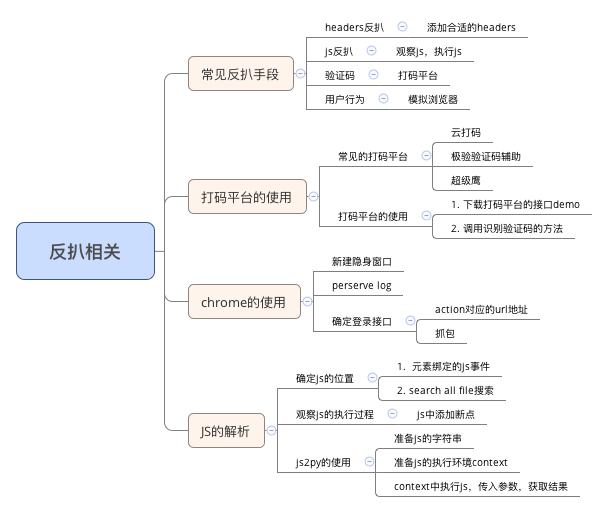 反扒相关
常见反扒手段
headers反扒
添加合适的headers
js反扒
观察js，执行js
验证码
打码平台
用户行为
模拟浏览器
打码平台的使用
常见的打码平台
云打码
极验验证码辅助
超级鹰
打码平台的使用
1. 下载打码平台的接口demo
2. 调用识别验证码的方法
chrome的使用
新建隐身窗口
perserve log
确定登录接口
action对应的url地址
抓包
JS的解析
确定js的位置
1. 元素绑定的js事件
2. search all file搜索
观察js的执行过程
js中添加断点
js2py的使用
准备js的字符串
准备js的执行环境context
context中执行js，传入参数，获取结果